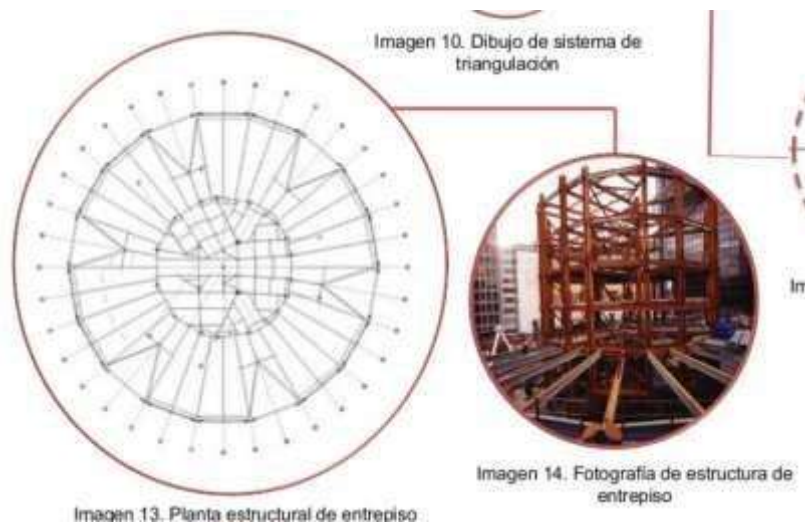 Imagen 10. Dibujo de sistema de
triangulación
Im
Imagen 14. Fotografía de estructura de
entrepiso
Imagen 13. Planta estructural de entrepiso